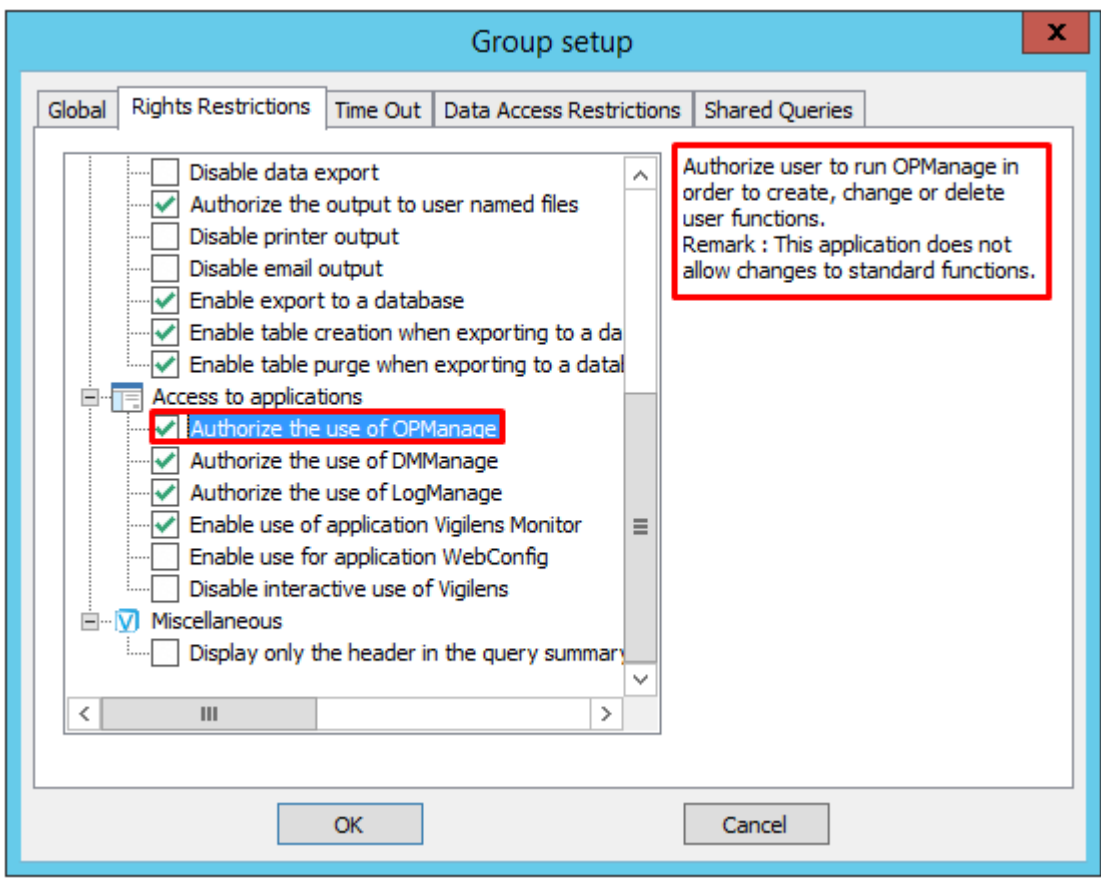 Group setup
x
Global Rights Restrictions Time Out Data Access Restrictions Shared Queries
Disable data export
Authorize the output to user named files
Disable printer output
Disable email output
Enable export to a database
Enable table creation when exporting to a da
Enable table purge when exporting to a datal
Access to applications
Authorize the use of OPManage
Authorize the use of DMManage
Authorize the use of LogManage
Enable use of application Vigilens Monitor
Enable use for application WebConfig
Disable interactive use of Vigilens
Miscellaneous
Display only the header in the query summary
Authorize user to run OPManage in
order to create, change or delete
user functions.
Remark : This application does not
allow changes to standard functions.
OK Cancel